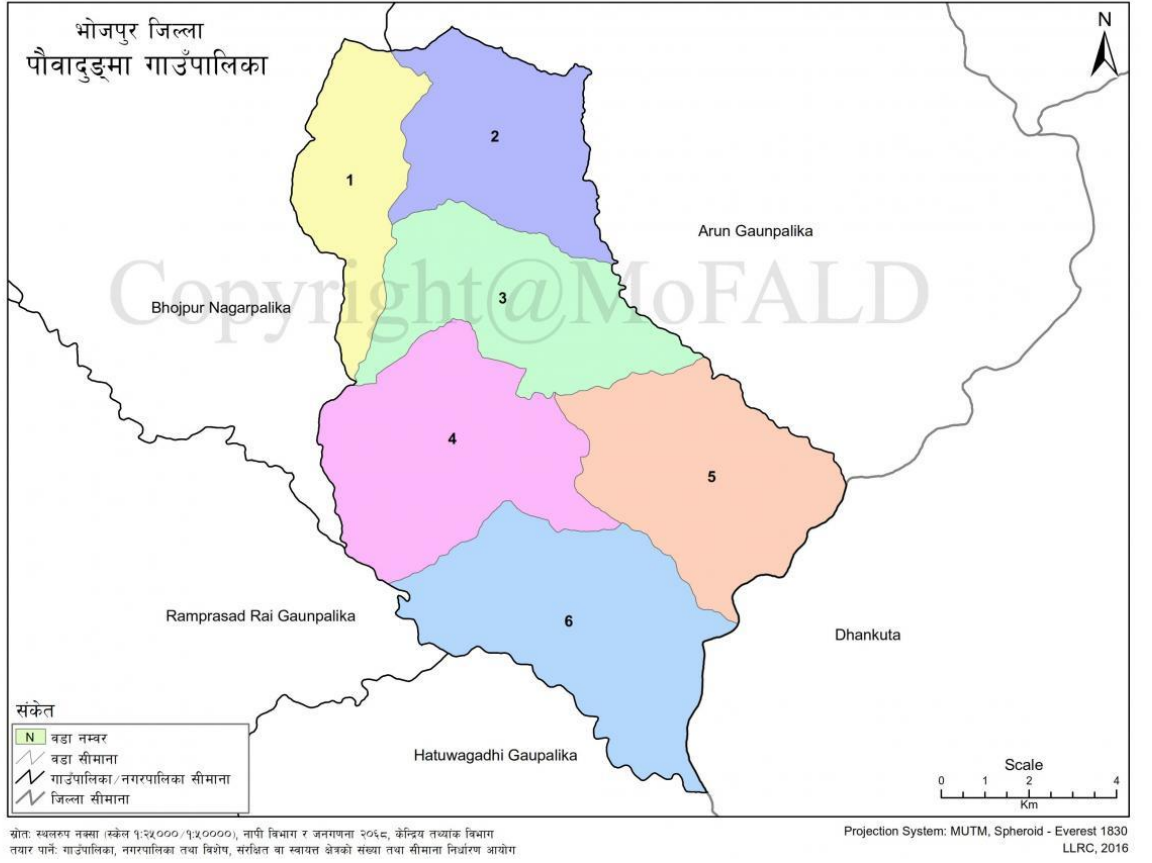 भोजपुर जिल्ला
पौवादुङ्मा गाउँपालिका
N
2
1
Arun Gaunpalika
Copyright@MoFALD
3
Bhojpur Nagarpalika
4
5
Ramprasad Rai Gaunpalika
6
Dhankuta
Hatuwagadhi Gaupalika
संकेत
N वडा नम्बर
वडा सीमाना
गाउँपालिका/नगरपालिका सीमाना
जिल्ला सीमाना
Scale
0 1 2 4
Km
स्रोत: स्थलरुप नक्सा (स्केल १:२५००० / १:५००००), नापी विभाग र जनगणना २०६८, केन्द्रिय तथ्यांक विभाग
तयार पार्ने: गाउँपालिका, नगरपालिका तथा विशेष, संरक्षित वा स्वायत्त क्षेत्रको संख्या तथा सीमाना निर्धारण आयोग
Projection System: MUTM, Spheroid - Everest 1830
LLRC, 2016